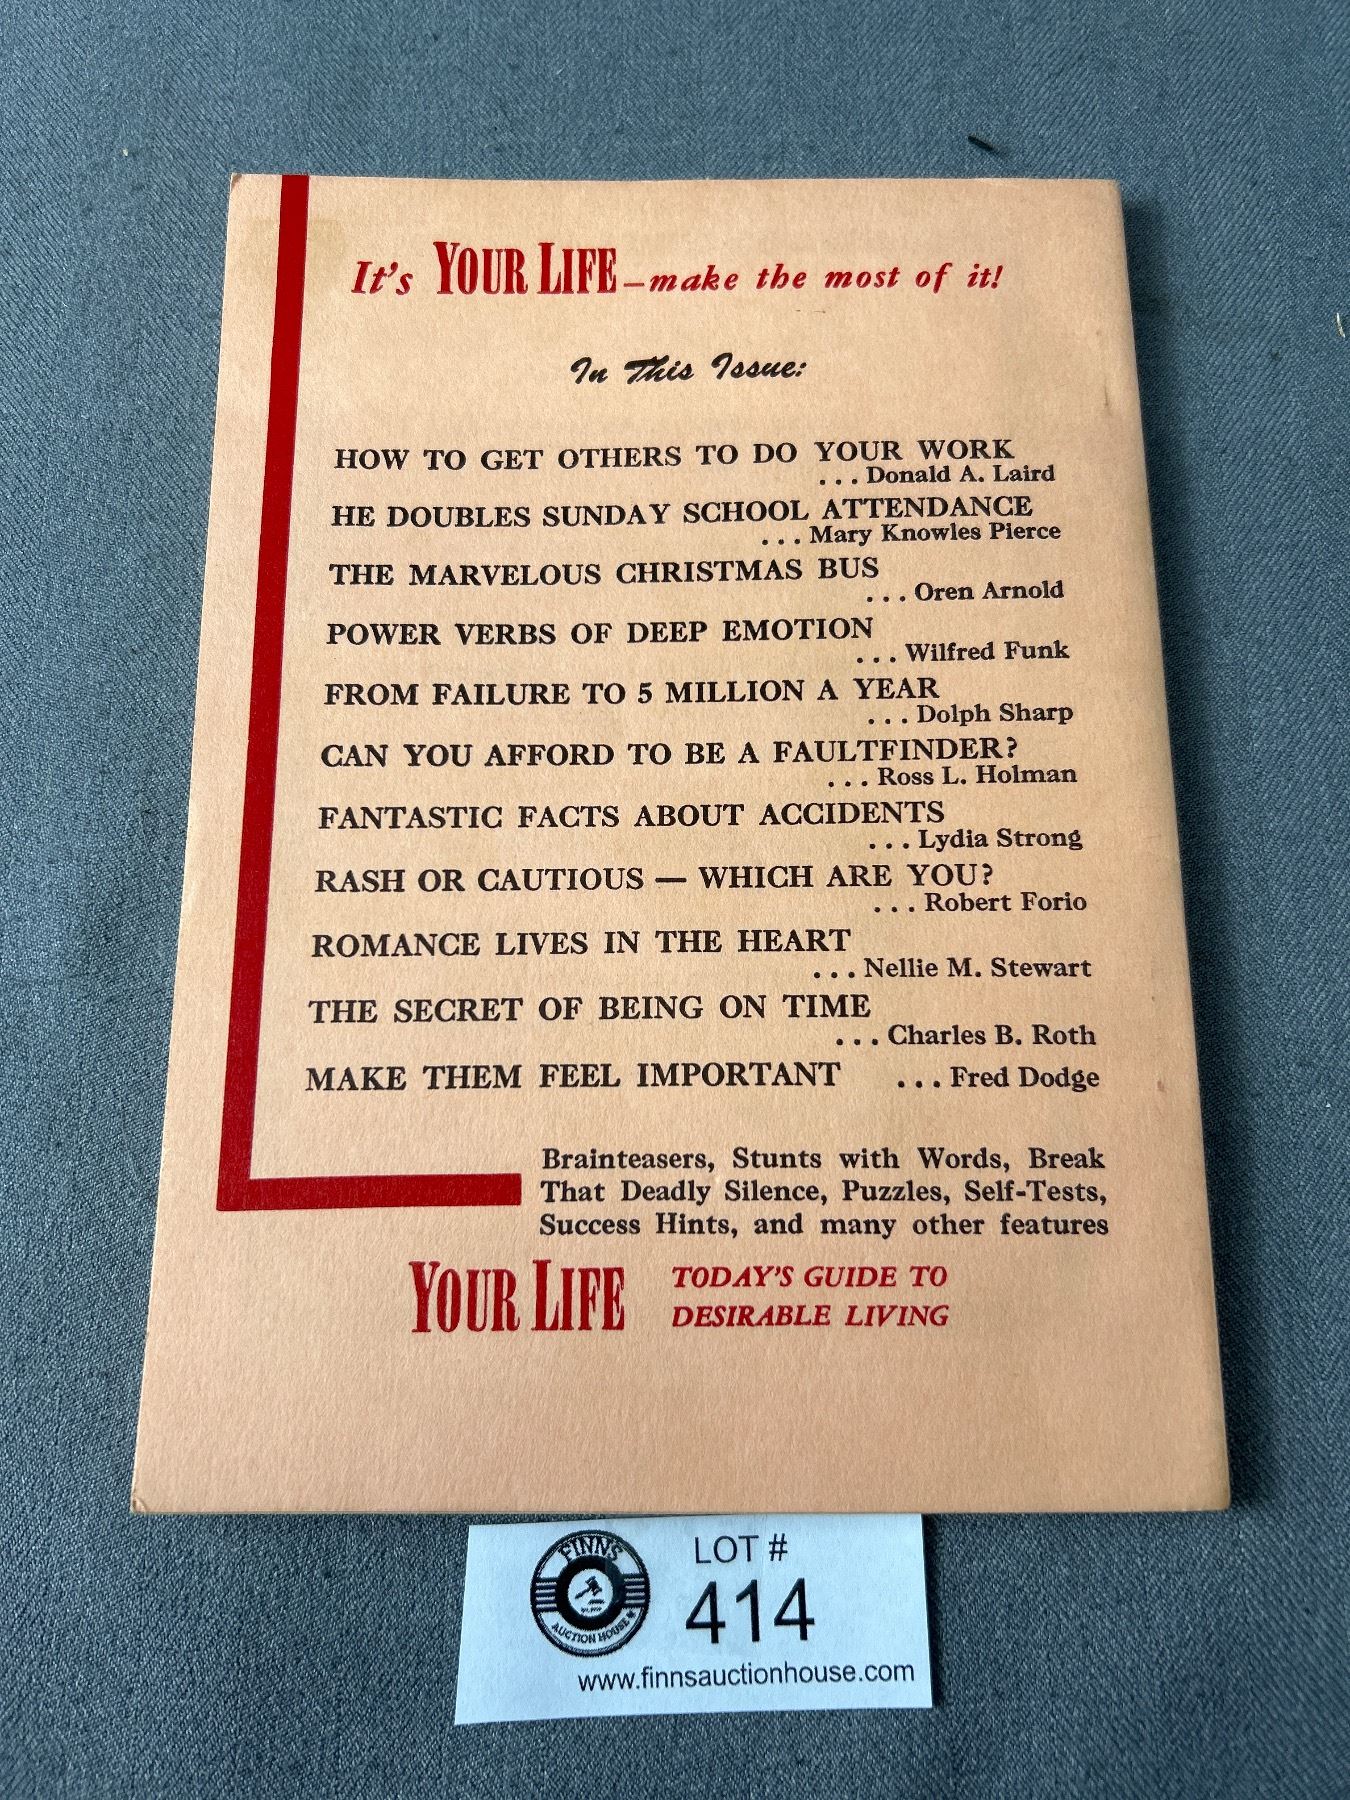 It's YOUR LIFE—make the most of it!
In This Issue:
HOW TO GET OTHERS TO DO YOUR WORK
...Donald A. Laird
HE DOUBLES SUNDAY SCHOOL ATTENDANCE
...Mary Knowles Pierce
THE MARVELOUS CHRISTMAS BUS
...Oren Arnold
POWER VERBS OF DEEP EMOTION
...Wilfred Funk
FROM FAILURE TO 5 MILLION A YEAR
...Dolph Sharp
CAN YOU AFFORD TO BE A FAULTFINDER?
...Ross L. Holman
FANTASTIC FACTS ABOUT ACCIDENTS
...Lydia Strong
RASH OR CAUTIOUS — WHICH ARE YOU?
...Robert Forio
ROMANCE LIVES IN THE HEART
...Nellie M. Stewart
THE SECRET OF BEING ON TIME
...Charles B. Roth
MAKE THEM FEEL IMPORTANT ...Fred Dodge
Brainteasers, Stunts with Words, Break
That Deadly Silence, Puzzles, Self-Tests,
Success Hints, and many other features
YOUR LIFE TODAY'S GUIDE TO
DESIRABLE LIVING
FINNS
AUCTION HOUSE
LOT #
414
www.finnsauctionhouse.com